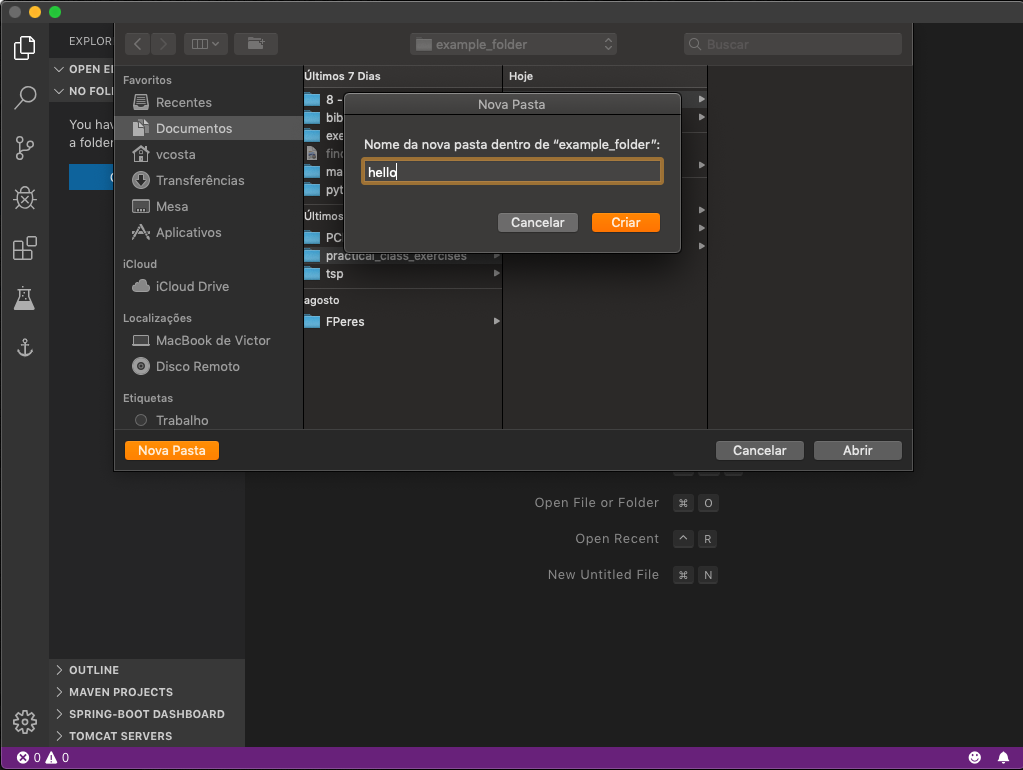 EXPLOR
OPEN E
NO FOL
You hav
a folder
example_folder
Buscar
Favoritos
Recentes
Documentos
vcosta
Transferências
Mesa
Aplicativos
iCloud
iCloud Drive
Localizações
MacBook de Victor
Disco Remoto
Etiquetas
Trabalho
Últimos 7 Dias
8 -
bib
exe
find
ma
pyt
Últimos
PC
practical_class_exercises
tsp
agosto
FPeres
Hoje
Nova Pasta
Nome da nova pasta dentro de “example_folder”:
hello
Cancelar
Criar
Nova Pasta
Cancelar
Abrir
Open File or Folder ⌘ O
Open Recent ^ R
New Untitled File ⌘ N
OUTLINE
MAVEN PROJECTS
SPRING-BOOT DASHBOARD
TOMCAT SERVERS
0 0